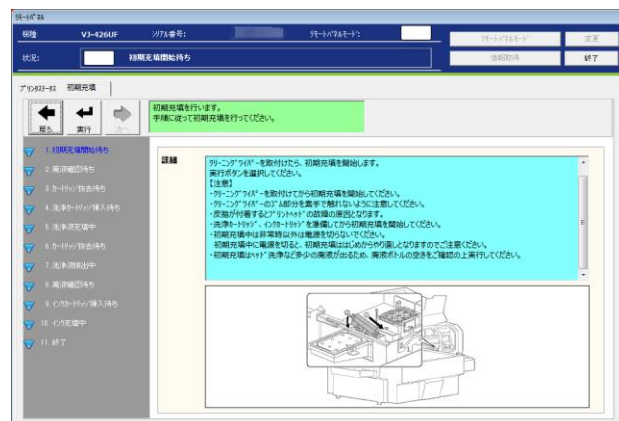 リモートパネル
機種:
VJ-426UF
シリアル番号:
リモートパネルモード:
リモートパネルモード
変更
状況:
初期充填開始待ち
情報取得
終了
プリンタステータス
初期充填
戻る
実行
次へ
初期充填を行います。
手順に従って初期充填を行ってください。
1. 初期充填開始待ち
2. 廃液確認待ち
3. カートリッジ抜去待ち
4. 洗浄カートリッジ挿入待ち
5. 洗浄液充填中
6. カートリッジ抜去待ち
7. 洗浄液排出中
8. 廃液確認待ち
9. インクカートリッジ挿入待ち
10. インク充填中
11. 終了
詳細
クリーニングワイパーを取付けたら、初期充填を開始します。
実行ボタンを選択してください。
【注意】
・クリーニングワイパーを取付けてから初期充填を開始してください。
・クリーニングワイパーのゴム部分を素手で触れないように注意してください。
・皮脂が付着するとプリントヘッドの故障の原因となります。
・洗浄カートリッジ、インクカートリッジを準備してから初期充填を開始してください。
・初期充填中は非常時以外は電源を切らないでください。
初期充填中に電源を切ると、初期充填ははじめからやり直しとなりますのでご注意ください。
・初期充填はヘッド洗浄など多少の廃液が出るため、廃液ボトルの空きをご確認の上実行してください。